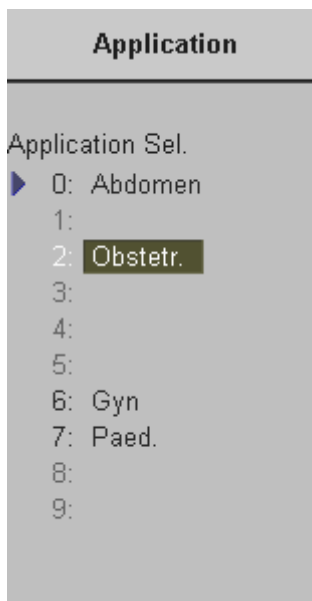 Application
Application Sel.
0: Abdomen
1:
2: Obstetr.
3:
4:
5:
6: Gyn
7: Paed.
8:
9: